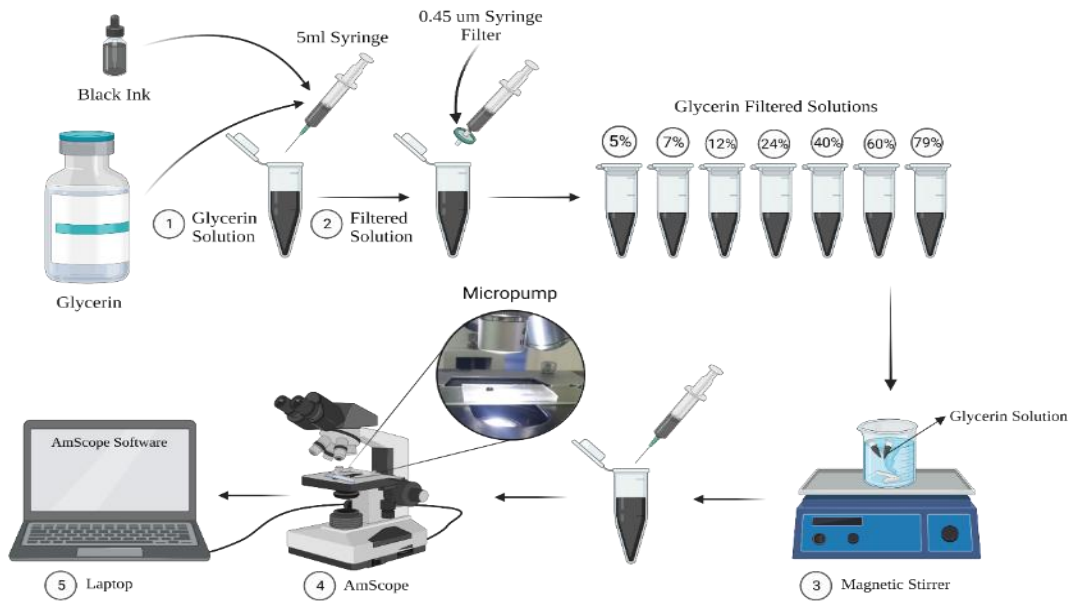 Black Ink
5ml Syringe
0.45 um Syringe
Filter
Glycerin Filtered Solutions
5% 7% 12% 24% 40% 60% 79%
1 Glycerin
Solution
2 Filtered
Solution
Glycerin
Micropump
Glycerin Solution
AmScope Software
5 Laptop
4 AmScope
3 Magnetic Stirrer